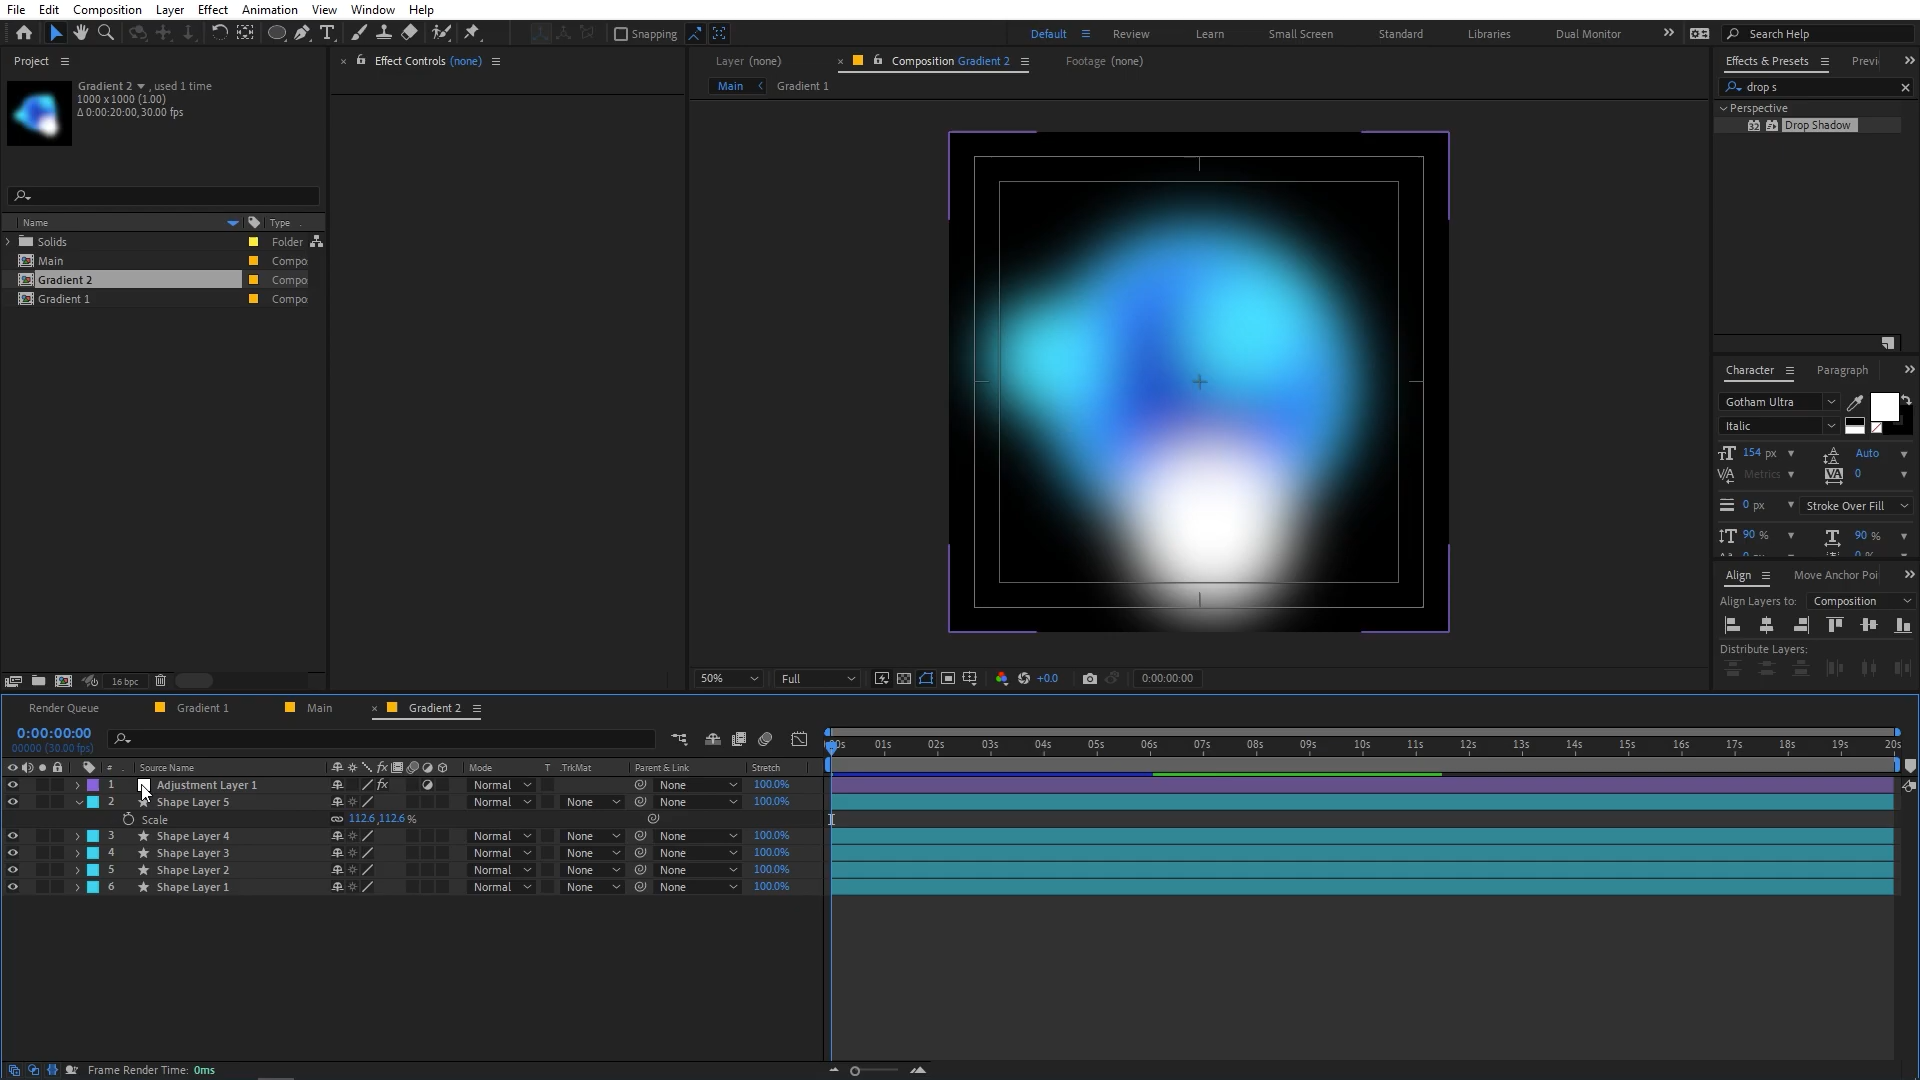 File Edit Composition Layer Effect Animation View Window Help
Snapping
Default Review Learn Small Screen Standard Libraries Dual Monitor Search Help
Project
Gradient 2, used 1 time
1000 x 1000 (1.00)
Δ 0:00:20:00, 30.00 fps
Name Type
Solids Folder
Main Compo
Gradient 2 Compo
Gradient 1 Compo
16 bpc
Effect Controls (none)
Layer (none) Composition Gradient 2 Footage (none)
Main Gradient 1
50% Full +0.0 0:00:00:00
Effects & Presets Previ
drop s
Perspective
32 Drop Shadow
Character Paragraph
Gotham Ultra
Italic
154 px Auto
Metrics 0
0 px Stroke Over Fill
90 % 90 %
Align Move Anchor Poi
Align Layers to: Composition
Distribute Layers:
Render Queue Gradient 1 Main Gradient 2
0:00:00:00
00000 (30.00 fps)
00s 01s 02s 03s 04s 05s 06s 07s 08s 09s 10s 11s 12s 13s 14s 15s 16s 17s 18s 19s 20s
# Source Name Mode T .TrkMat Parent & Link Stretch
1 Adjustment Layer 1 Normal None 100.0%
2 Shape Layer 5 Normal None None 100.0%
Scale 112.6, 112.6 %
3 Shape Layer 4 Normal None None 100.0%
4 Shape Layer 3 Normal None None 100.0%
5 Shape Layer 2 Normal None None 100.0%
6 Shape Layer 1 Normal None None 100.0%
Frame Render Time: 0ms